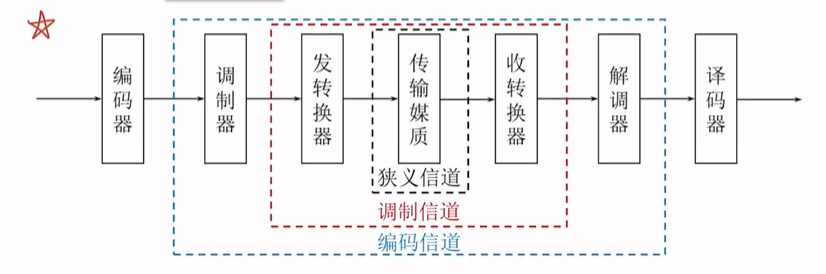 编码器
调制器
发转换器
传输媒质
收转换器
解调器
译码器
狭义信道
调制信道
编码信道